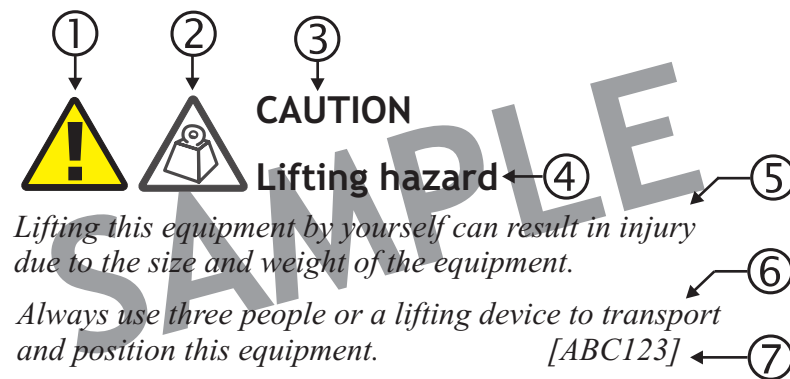 ① ② ③
CAUTION
Lifting hazard ④
SAMPLE
⑤
Lifting this equipment by yourself can result in injury
due to the size and weight of the equipment.
⑥
Always use three people or a lifting device to transport
and position this equipment. [ABC123] ⑦